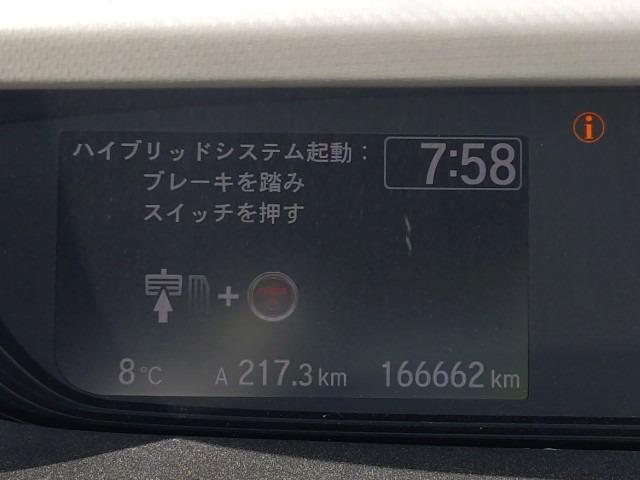 ハイブリッドシステム起動：
7:58
ブレーキを踏み
スイッチを押す
+
8℃ A 217.3 km 166662 km